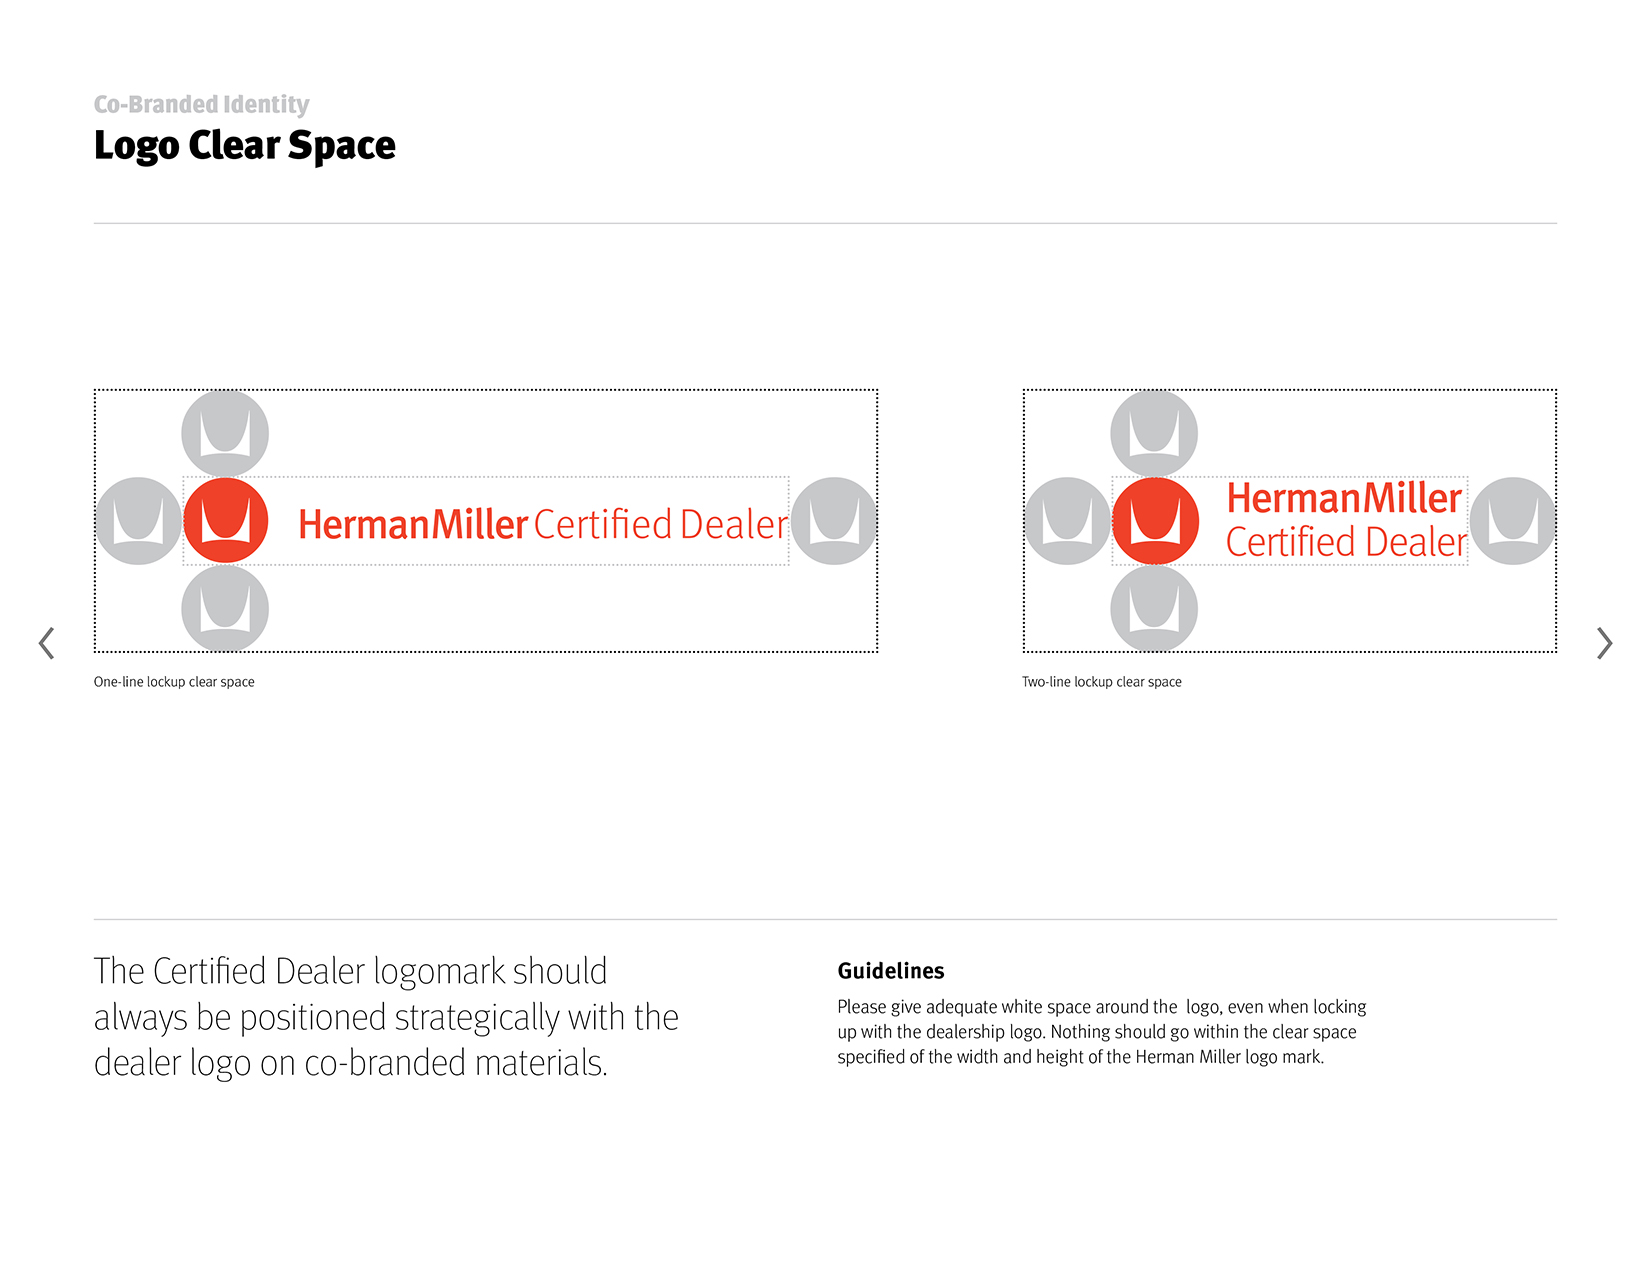 Co-Branded Identity
Logo Clear Space
HermanMiller Certified Dealer
HermanMiller
Certified Dealer
One-line lockup clear space
Two-line lockup clear space
The Certified Dealer logomark should
always be positioned strategically with the
dealer logo on co-branded materials.
Guidelines
Please give adequate white space around the  logo, even when locking
up with the dealership logo. Nothing should go within the clear space
specified of the width and height of the Herman Miller logo mark.